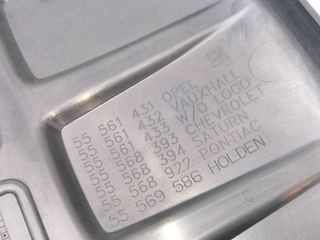 GM
55 561 431 OPEL
55 561 432 VAUXHALL
55 561 433 W/O LOGO
55 568 393 CHEVROLET
55 568 394 SATURN
55 568 922 PONTIAC
55 569 586 HOLDEN